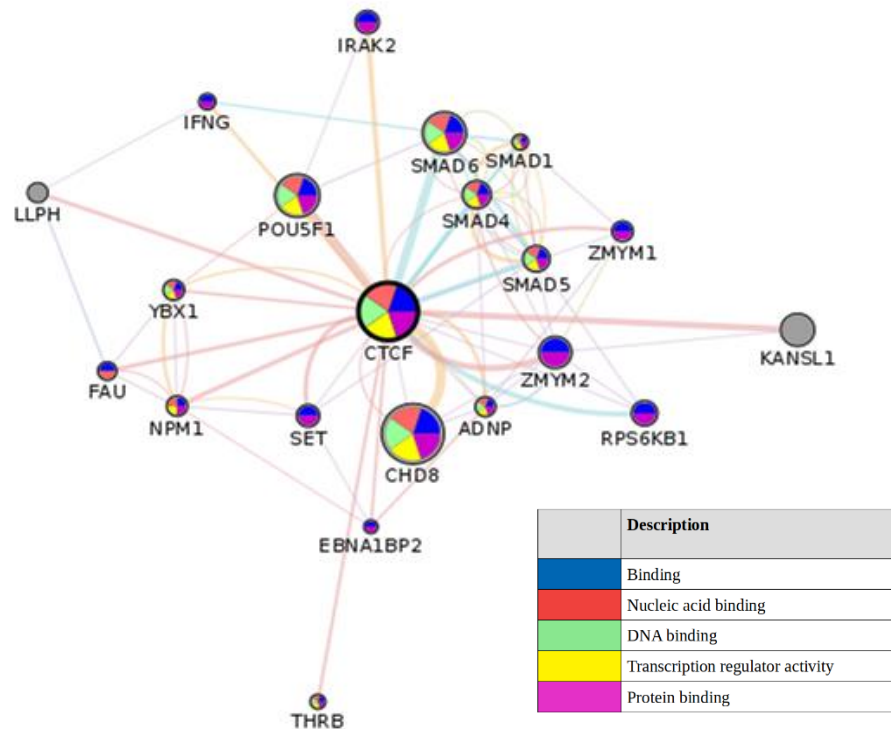 IRAK2
IFNG
SMAD6
SMAD1
LLPH
POU5F1
SMAD4
ZMYM1
SMAD5
YBX1
CTCF
KANSL1
FAU
ZMYM2
NPM1
SET
ADNP
RPS6KB1
CHD8
EBNA1BP2
THRB
Description
Binding
Nucleic acid binding
DNA binding
Transcription regulator activity
Protein binding